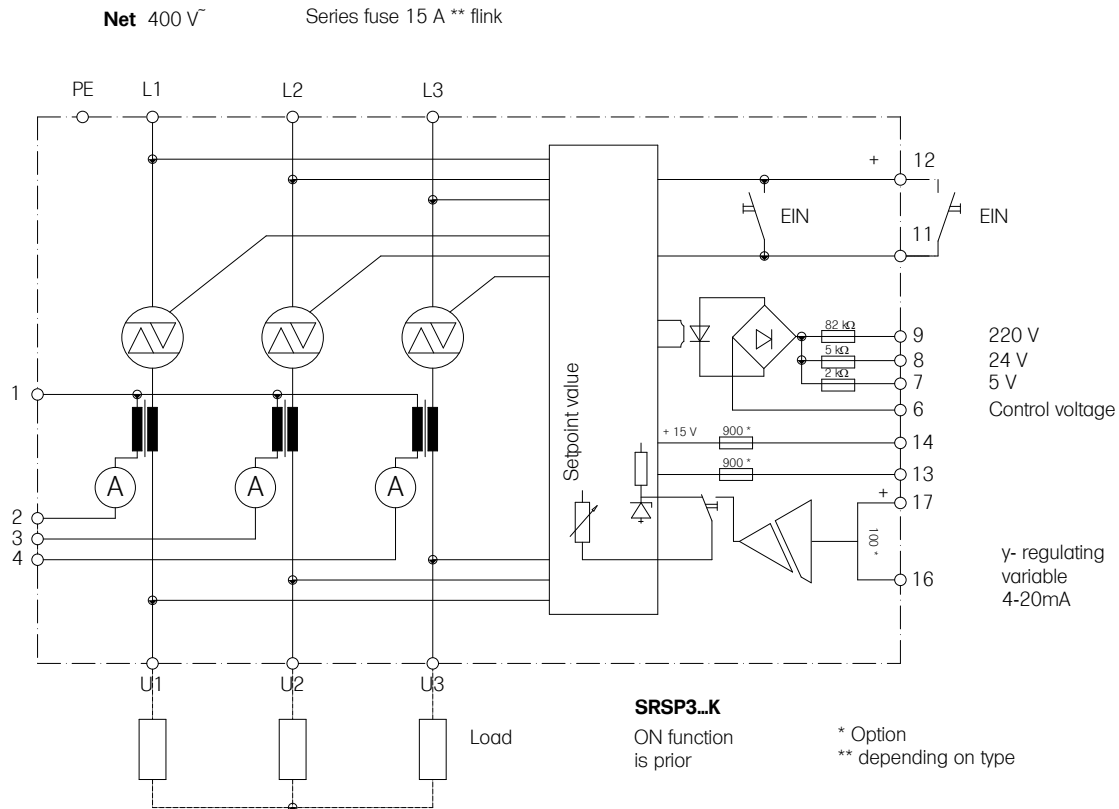 Net 400 V~ Series fuse 15 A ** flink
PE L1 L2 L3
+ 12
EIN EIN
11
82 kΩ 9 220 V
5 kΩ 8 24 V
2 kΩ 7 5 V
6 Control voltage
1
Setpoint value
+ 15 V 900 * 14
900 * 13
A A A
+ 17
100 *
2
3
4
16
y- regulating
variable
4-20mA
U1 U2 U3
Load
SRSP3...K
ON function
is prior
* Option
** depending on type